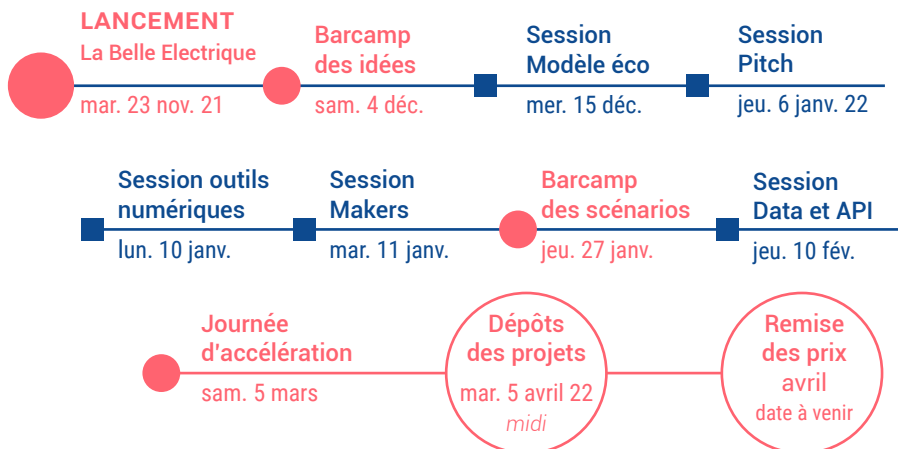 LANCEMENT
La Belle Electrique
mar. 23 nov. 21
Barcamp
des idées
sam. 4 déc.
Session
Modèle éco
mer. 15 déc.
Session
Pitch
jeu. 6 janv. 22
Session outils
numériques
lun. 10 janv.
Session
Makers
mar. 11 janv.
Barcamp
des scénarios
jeu. 27 janv.
Session
Data et API
jeu. 10 fév.
Journée
d'accélération
sam. 5 mars
Dépôts
des projets
mar. 5 avril 22
midi
Remise
des prix
avril
date à venir